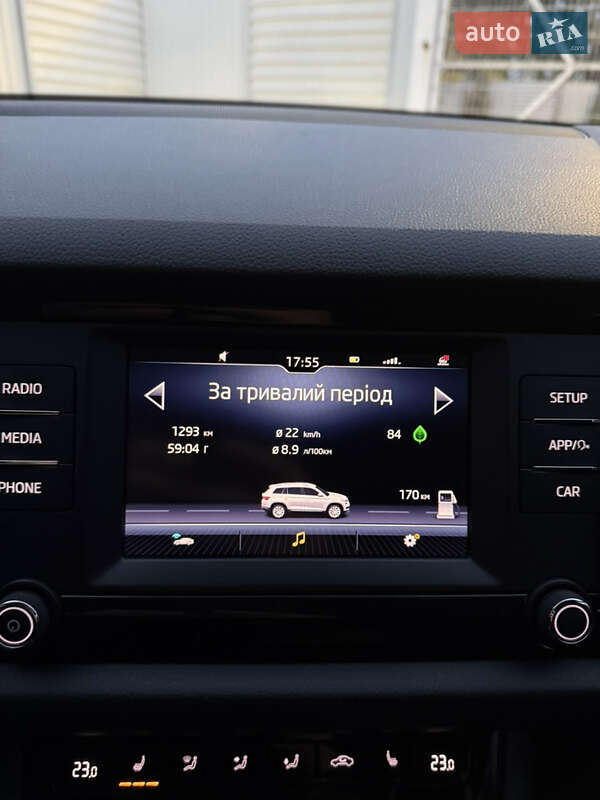 auto RIA .com
17:55
RADIO
За тривалий період
SETUP
1293 км
ø 22 km/h
84
MEDIA
59:04 г
ø 8.9 л/100км
APP/
PHONE
170 км
CAR
23,0
23,0